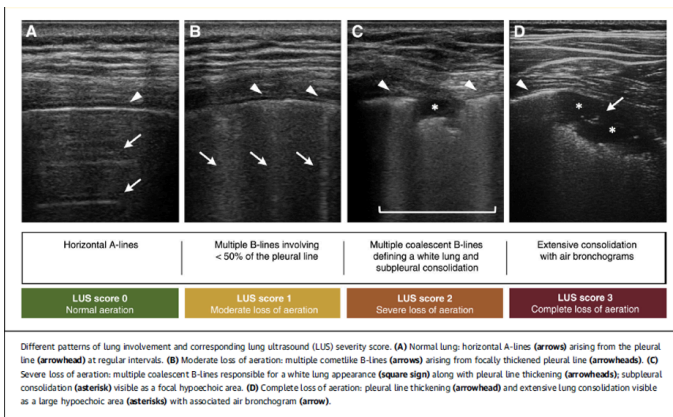 A B C D
*
*
*
Horizontal A-lines
Multiple B-lines involving
< 50% of the pleural line
Multiple coalescent B-lines
defining a white lung and
subpleural consolidation
Extensive consolidation
with air bronchograms
LUS score 0
Normal aeration
LUS score 1
Moderate loss of aeration
LUS score 2
Severe loss of aeration
LUS score 3
Complete loss of aeration
Different patterns of lung involvement and corresponding lung ultrasound (LUS) severity score. (A) Normal lung: horizontal A-lines (arrows) arising from the pleural
line (arrowhead) at regular intervals. (B) Moderate loss of aeration: multiple cometlike B-lines (arrows) arising from focally thickened pleural line (arrowheads). (C)
Severe loss of aeration: multiple coalescent B-lines responsible for a white lung appearance (square sign) along with pleural line thickening (arrowheads); subpleural
consolidation (asterisk) visible as a focal hypoechoic area. (D) Complete loss of aeration: pleural line thickening (arrowhead) and extensive lung consolidation visible
as a large hypoechoic area (asterisks) with associated air bronchogram (arrow).